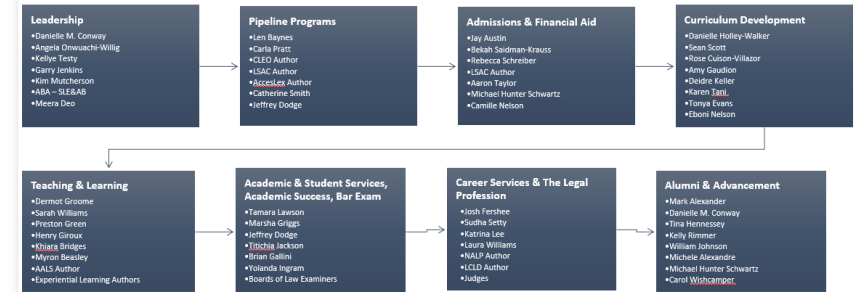 Leadership
•Danielle M. Conway
•Angela Onwuachi-Willig
•Kellye Testy
•Garry Jenkins
•Kim Mutcherson
•ABA – SLE&AB
•Meera Deo
Pipeline Programs
•Len Baynes
•Carla Pratt
•CLEO Author
•LSAC Author
•AccesLex Author
•Catherine Smith
•Jeffrey Dodge
Admissions & Financial Aid
•Jay Austin
•Bekah Saidman-Krauss
•Rebecca Schreiber
•LSAC Author
•Aaron Taylor
•Michael Hunter Schwartz
•Camille Nelson
Curriculum Development
•Danielle Holley-Walker
•Sean Scott
•Rose Cuison-Villazor
•Amy Gaudion
•Deidre Keller
•Karen Tani
•Tonya Evans
•Eboni Nelson
Teaching & Learning
•Dermot Groome
•Sarah Williams
•Preston Green
•Henry Giroux
•Khiara Bridges
•Myron Beasley
•AALS Author
•Experiential Learning Authors
Academic & Student Services,
Academic Success, Bar Exam
•Tamara Lawson
•Marsha Griggs
•Jeffrey Dodge
•Titichia Jackson
•Brian Gallini
•Yolanda Ingram
•Boards of Law Examiners
Career Services & The Legal
Profession
•Josh Fershee
•Sudha Setty
•Katrina Lee
•Laura Williams
•NALP Author
•LCLD Author
•Judges
Alumni & Advancement
•Mark Alexander
•Danielle M. Conway
•Tina Hennessey
•Kelly Rimmer
•William Johnson
•Michele Alexandre
•Michael Hunter Schwartz
•Carol Wishcamper